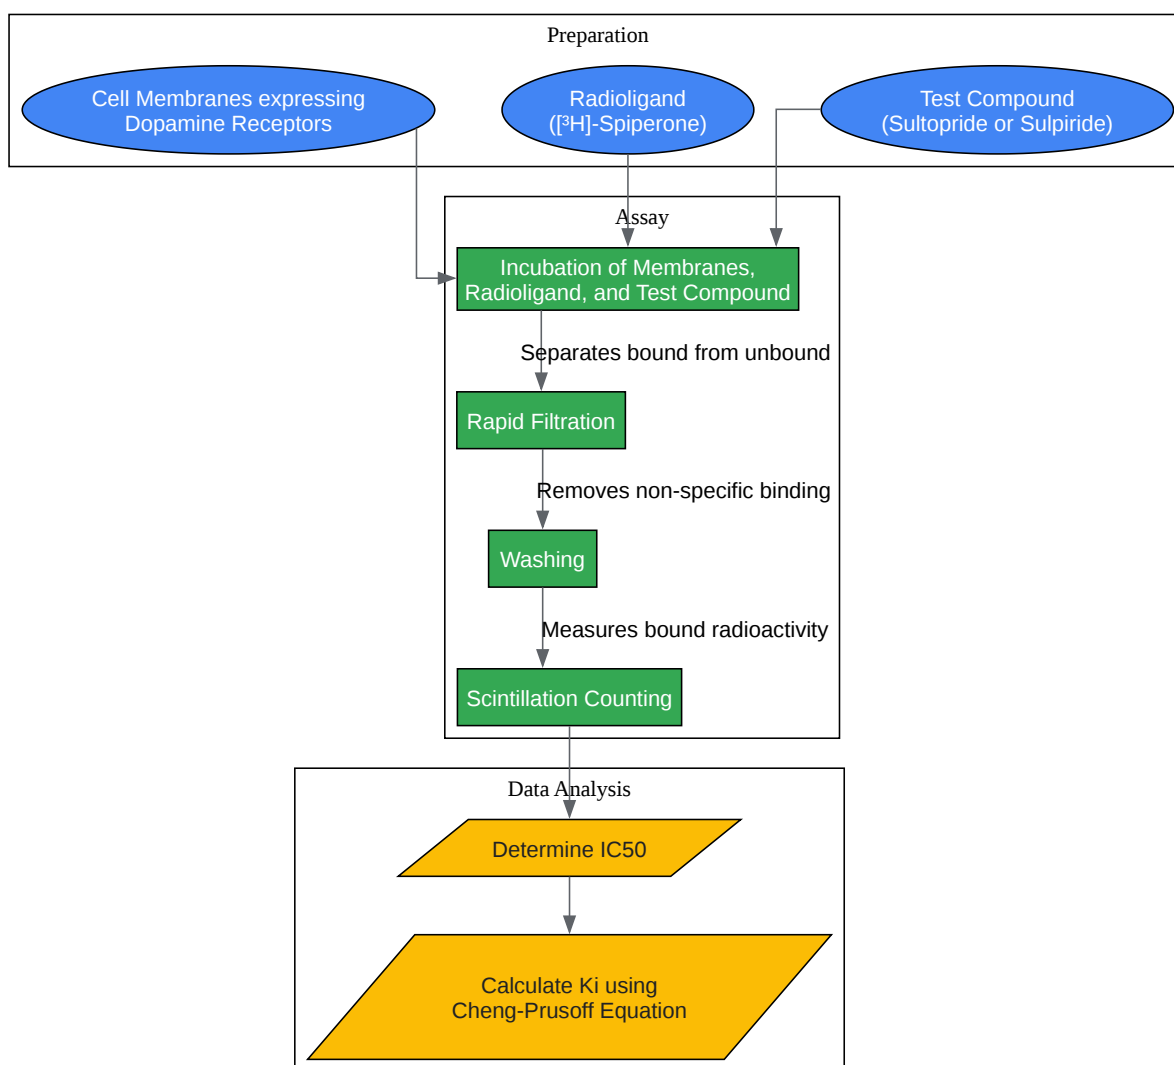 Preparation
Cell Membranes expressing
Dopamine Receptors
Radioligand
([³H]-Spiperone)
Test Compound
(Sultopride or Sulpiride)
Assay
Incubation of Membranes,
Radioligand, and Test Compound
Separates bound from unbound
Rapid Filtration
Removes non-specific binding
Washing
Measures bound radioactivity
Scintillation Counting
Data Analysis
Determine IC50
Calculate Ki using
Cheng-Prusoff Equation